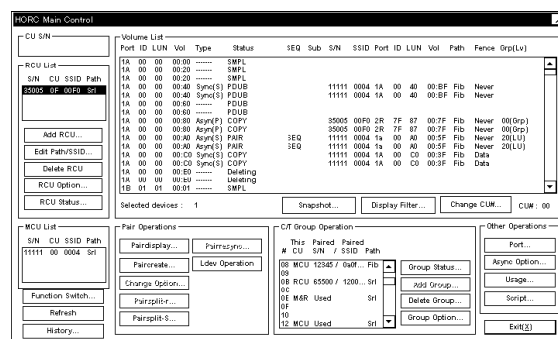 HORC Main Control
CU S/N
RCU List
S/N CU SSID Path
35005 0F 00F0 Srl
Add RCU...
Edit Path/SSID...
Delete RCU
RCU Option...
RCU Status...
Volume List
Port ID LUN Vol Type Status SEQ Sub S/N SSID Port ID LUN Vol Path Fence Grp(Lv)
1A 00 00 00:00 ------ SMPL
1A 00 00 00:20 ------ SMPL
1A 00 00 00:20 ------ SMPL
1A 00 00 00:40 Sync(S) PDUB 11111 0004 1A 00 40 00:BF Fib Never
1A 00 00 00:40 Sync(S) PDUB 11111 0004 1A 00 40 00:BF Fib Never
1A 00 00 00:60 ------ PDUB
1A 00 00 00:60 ------ PDUB
1A 00 00 00:80 Asyn(P) COPY 35005 00F0 2R 7F 87 00:7F Fib Never 00(Grp)
1A 00 00 00:80 Asyn(P) COPY 35005 00F0 2R 7F 87 00:7F Fib Never 00(Grp)
1A 00 00 00:A0 Asyn(S) PAIR SEQ 11111 0004 1a 00 A0 00:5F Fib Never 20(LU)
1A 00 00 00:A0 Asyn(S) PAIR SEQ 11111 0004 1a 00 A0 00:5F Fib Never 20(LU)
1A 00 00 00:C0 Sync(S) COPY 11111 0004 1A 00 C0 00:3F Fib Data
1A 00 00 00:C0 Sync(S) COPY 11111 0004 1A 00 C0 00:3F Fib Data
1A 00 00 00:E0 ------ Deleting
1A 00 00 00:E0 ------ Deleting
1B 01 01 00:01 ------ SMPL
Selected devices : 1
Snapshot...
Display Filter...
Change CU#...
CU# : 00
MCU List
S/N CU SSID Path
11111 00 0004 Srl
Function Switch...
Refresh
History...
Pair Operations
Pairdisplay...
Pairresync...
Paircreate...
Ldev Operation
Change Option...
Pairsplit-r...
Pairsplit-S...
C/T Group Operation
This Paired Paired
# CU S/N / SSID Path
08 MCU 12345 / 0a0f... Fib
09
0B RCU 65500 / 1200... Srl
0C
0E M&R Used Srl
0F
10
12 MCU Used Srl
Group Status...
Add Group...
Delete Group...
Group Option...
Other Operations
Port...
Async Option...
Usage...
Script...
Exit(X)